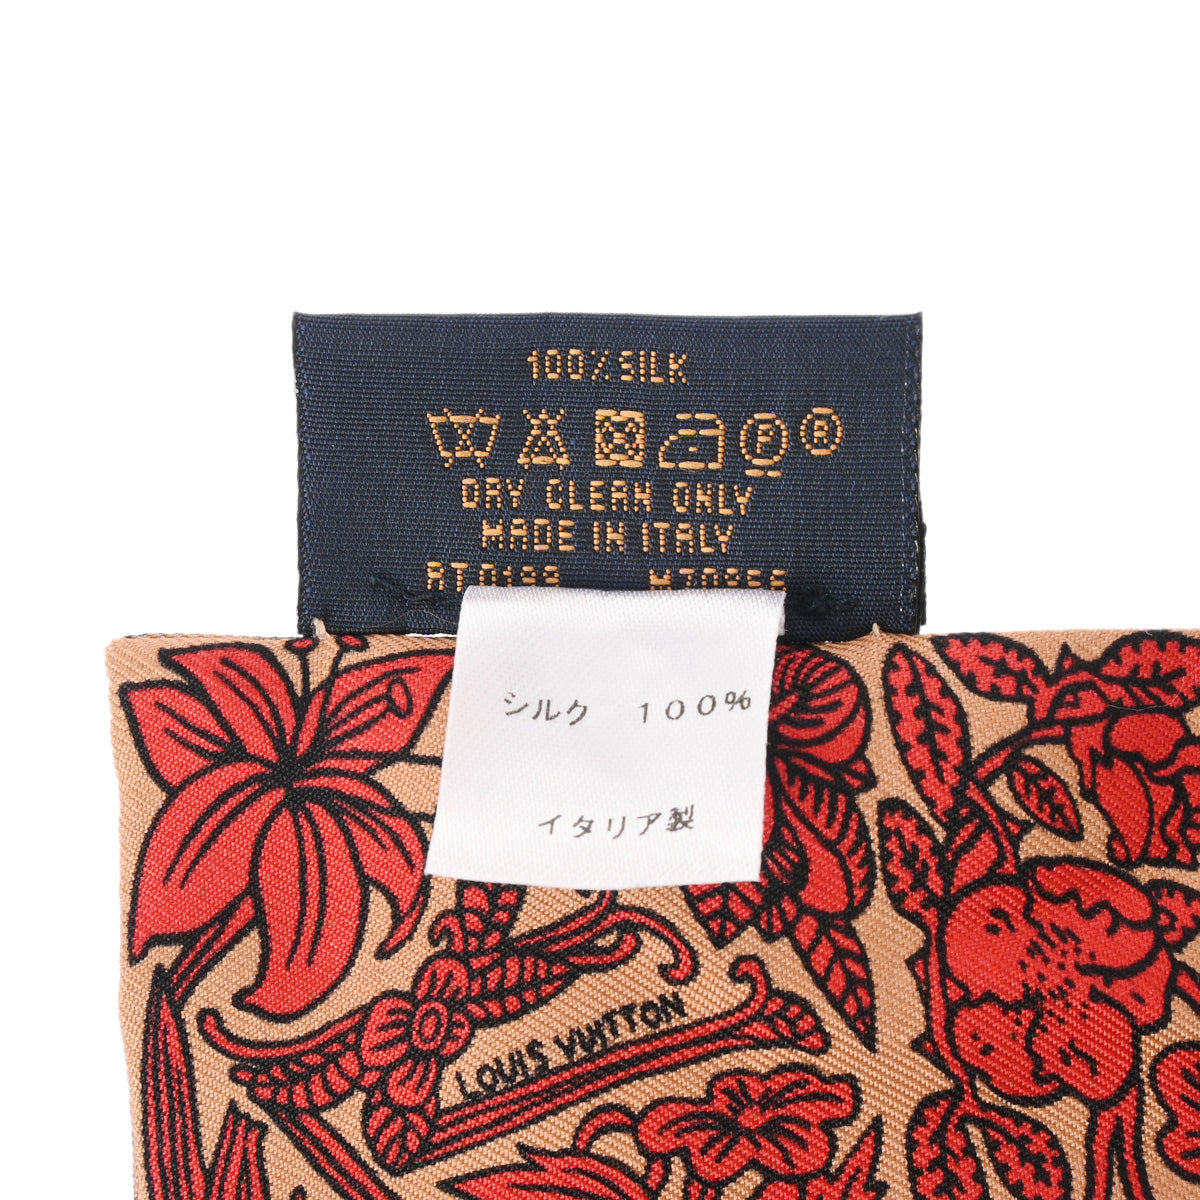 100% SILK
F R
DRY CLEAN ONLY
MADE IN ITALY
シルク 100%
イタリア製
LOUIS VUITTON